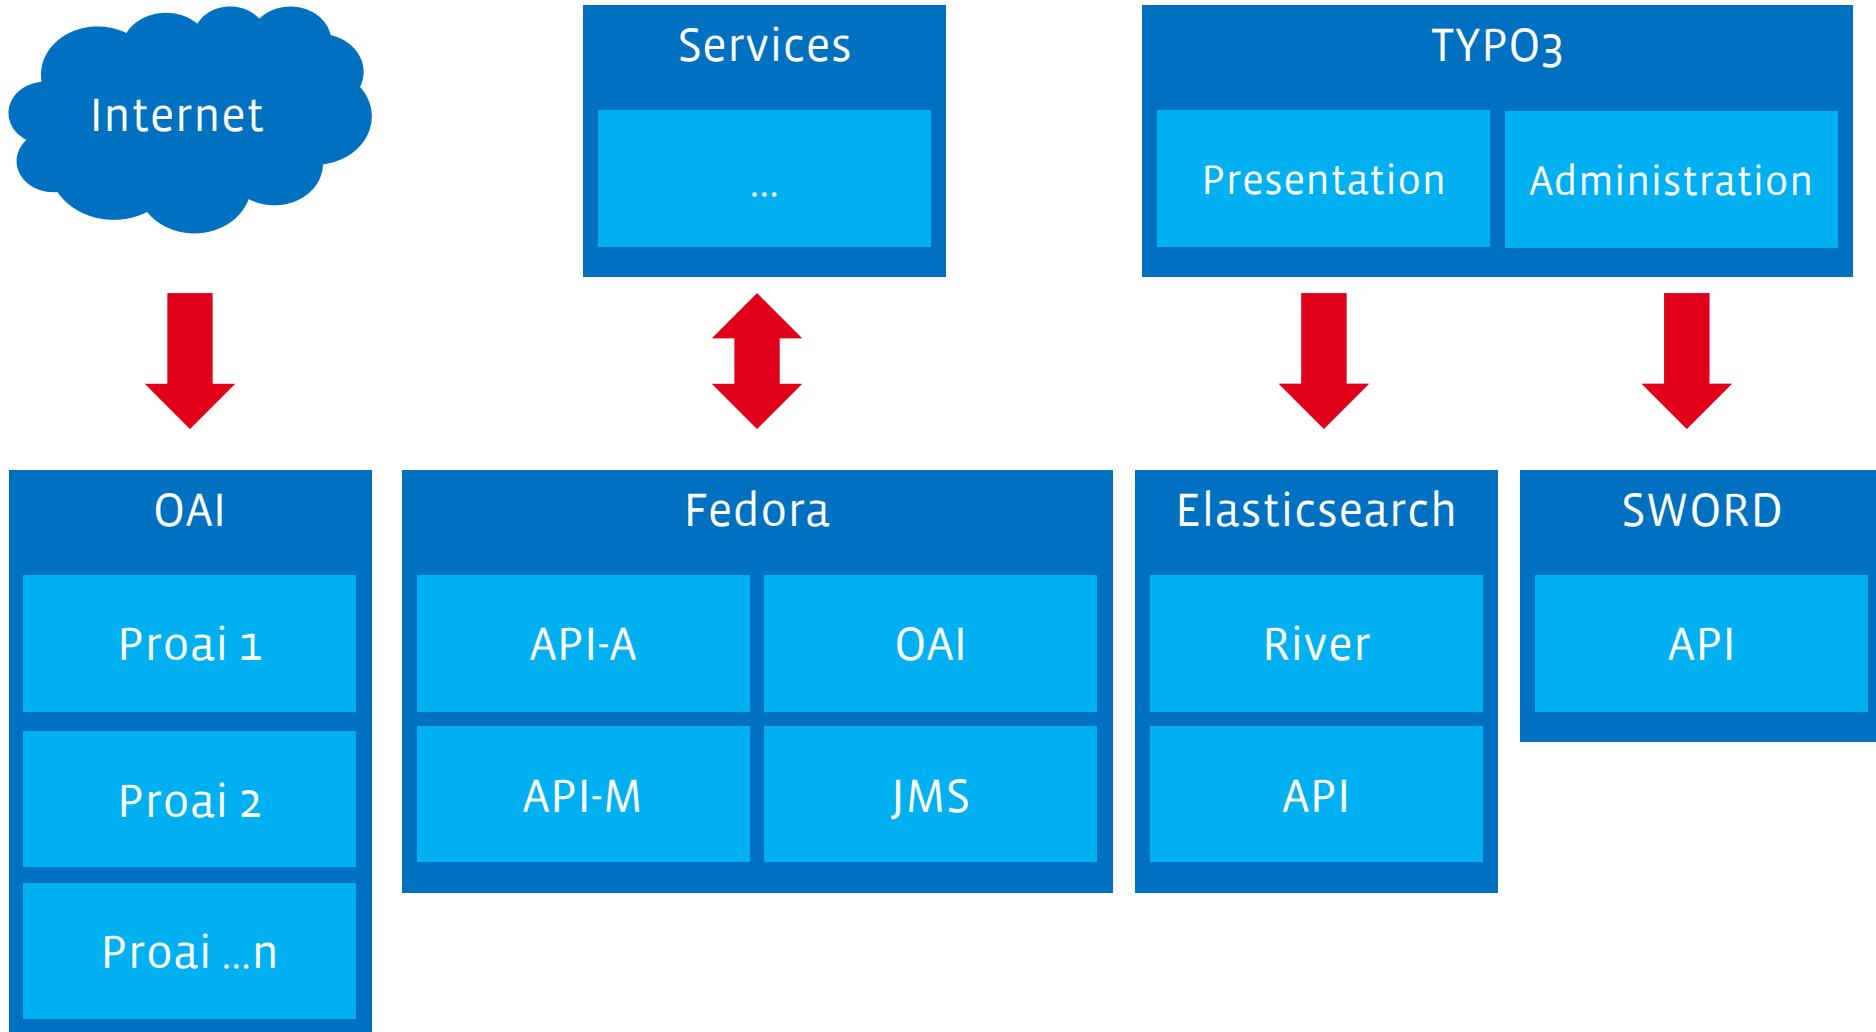 Internet
Services
...
TYPO3
Presentation
Administration
OAI
Proai 1
Proai 2
Proai ...n
Fedora
API-A
OAI
API-M
JMS
Elasticsearch
River
API
SWORD
API